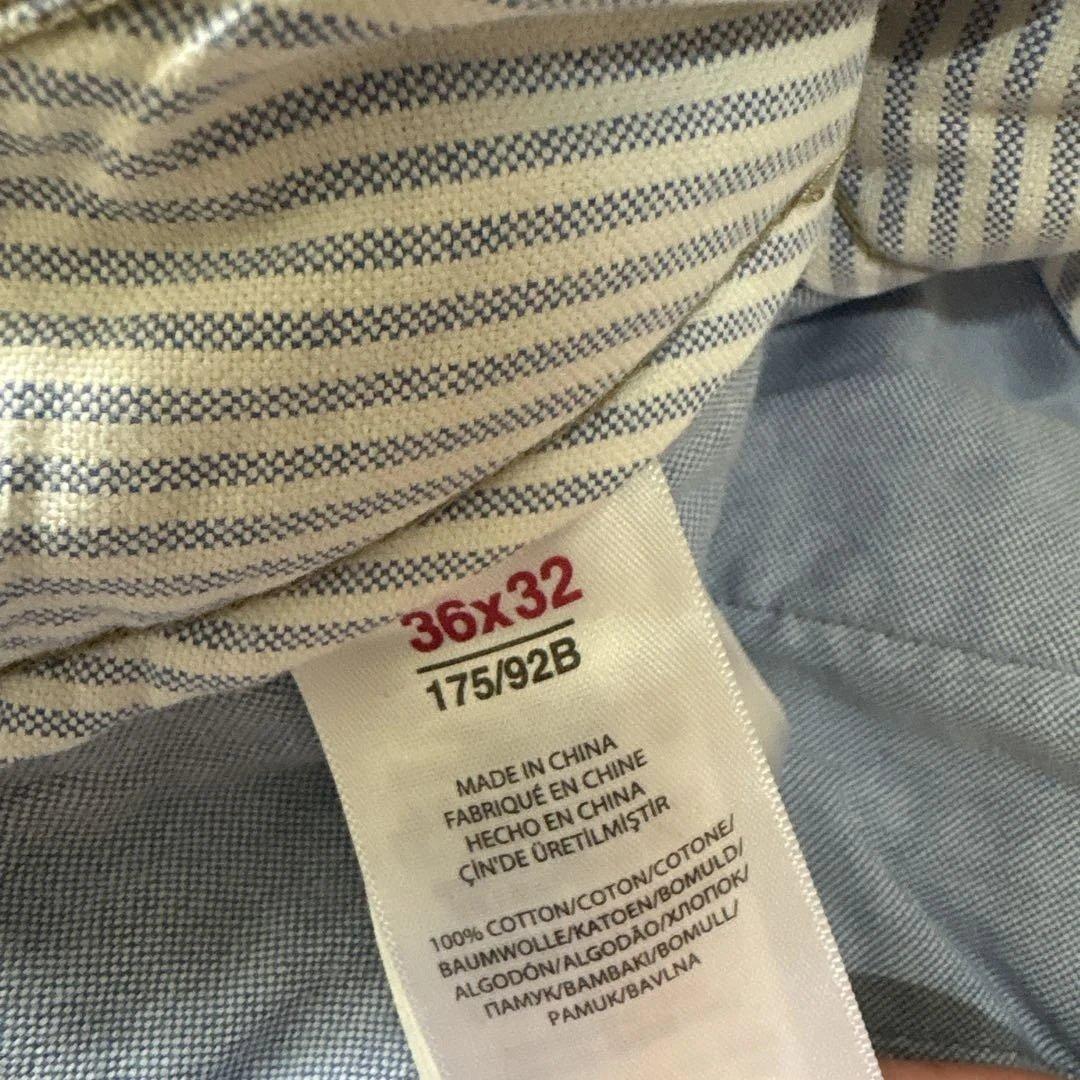 36x32
175/92B
MADE IN CHINA
FABRIQUÉ EN CHINE
HECHO EN CHINA
ÇİN'DE ÜRETİLMİŞTİR
100% COTTON/COTON/COTONE/
BAUMWOLLE/KATOEN/BOMULD/
ALGODÓN/ALGODÃO/ХЛОПОК/
ПАМУК/BAMBAKI/BOMULL/
PAMUK/BAVLNA